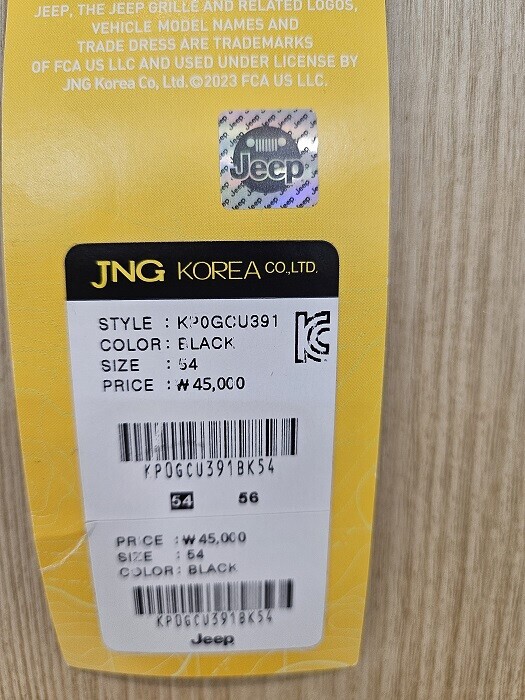 JEEP, THE JEEP GRILLE AND RELATED LOGOS,
VEHICLE MODEL NAMES AND
TRADE DRESS ARE TRADEMARKS
OF FCA US LLC AND USED UNDER LICENSE BY
JNG Korea Co, Ltd.©2023 FCA US LLC.
Jeep
JNG KOREA CO.,LTD.
STYLE : KP0GCU391
COLOR : BLACK
SIZE : 54
PRICE : ₩ 45,000
KP0GCU391BK54
54 56
PRICE : ₩ 45,000
SIZE : 54
COLOR : BLACK
KP0GCU391BK54
Jeep